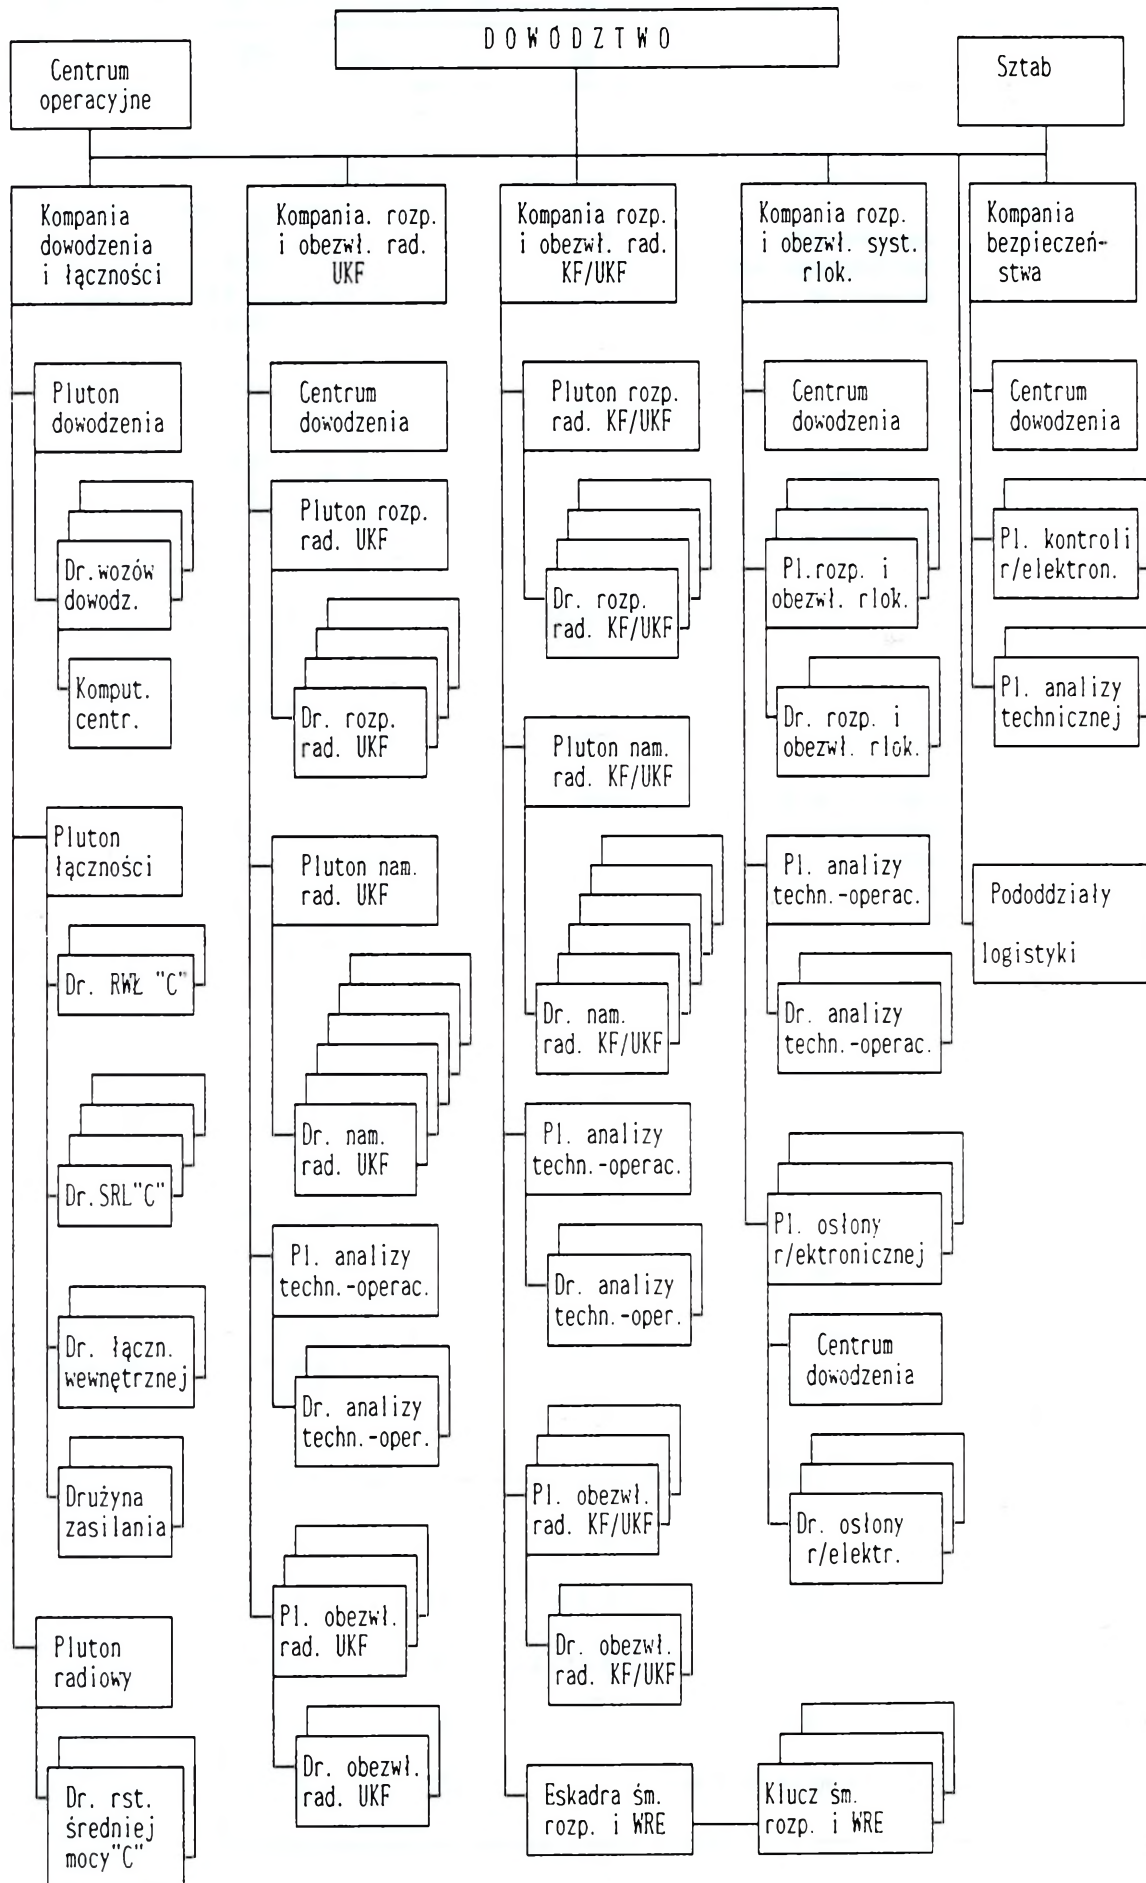 DOWÓDZTWO
Centrum
operacyjne
Sztab
Kompania
dowodzenia
i łączności
Pluton
dowodzenia
Dr.wozów
dowodz.
Komput.
centr.
Pluton
łączności
Dr. RWŁ "C"
Dr.SRL"C"
Dr. łączn.
wewnętrznej
Drużyna
zasilania
Pluton
radiowy
Dr. rst.
średniej
mocy"C"
Kompania. rozp.
i obezwł. rad.
UKF
Centrum
dowodzenia
Pluton rozp.
rad. UKF
Dr. rozp.
rad. UKF
Pluton nam.
rad. UKF
Dr. nam.
rad. UKF
Pl. analizy
techn.-operac.
Dr. analizy
techn.-oper.
Pl. obezwł.
rad. UKF
Dr. obezwł.
rad. UKF
Kompania rozp.
i obezwł. rad.
KF/UKF
Pluton rozp.
rad. KF/UKF
Dr. rozp.
rad. KF/UKF
Pluton nam.
rad. KF/UKF
Dr. nam.
rad. KF/UKF
Pl. analizy
techn.-operac.
Dr. analizy
techn.-oper.
Pl. obezwł.
rad. KF/UKF
Dr. obezwł.
rad. KF/UKF
Eskadra śm.
rozp. i WRE
Klucz śm.
rozp. i WRE
Kompania rozp.
i obezwł. syst.
rlok.
Centrum
dowodzenia
Pl.rozp. i
obezwł. rlok.
Dr. rozp. i
obezwł. rlok.
Pl. analizy
techn.-operac.
Dr. analizy
techn.-operac.
Pl. osłony
r/ektronicznej
Centrum
dowodzenia
Dr. osłony
r/elektr.
Kompania
bezpieczeń-
stwa
Centrum
dowodzenia
Pl. kontroli
r/elektron.
Pl. analizy
technicznej
Pododdziały
logistyki